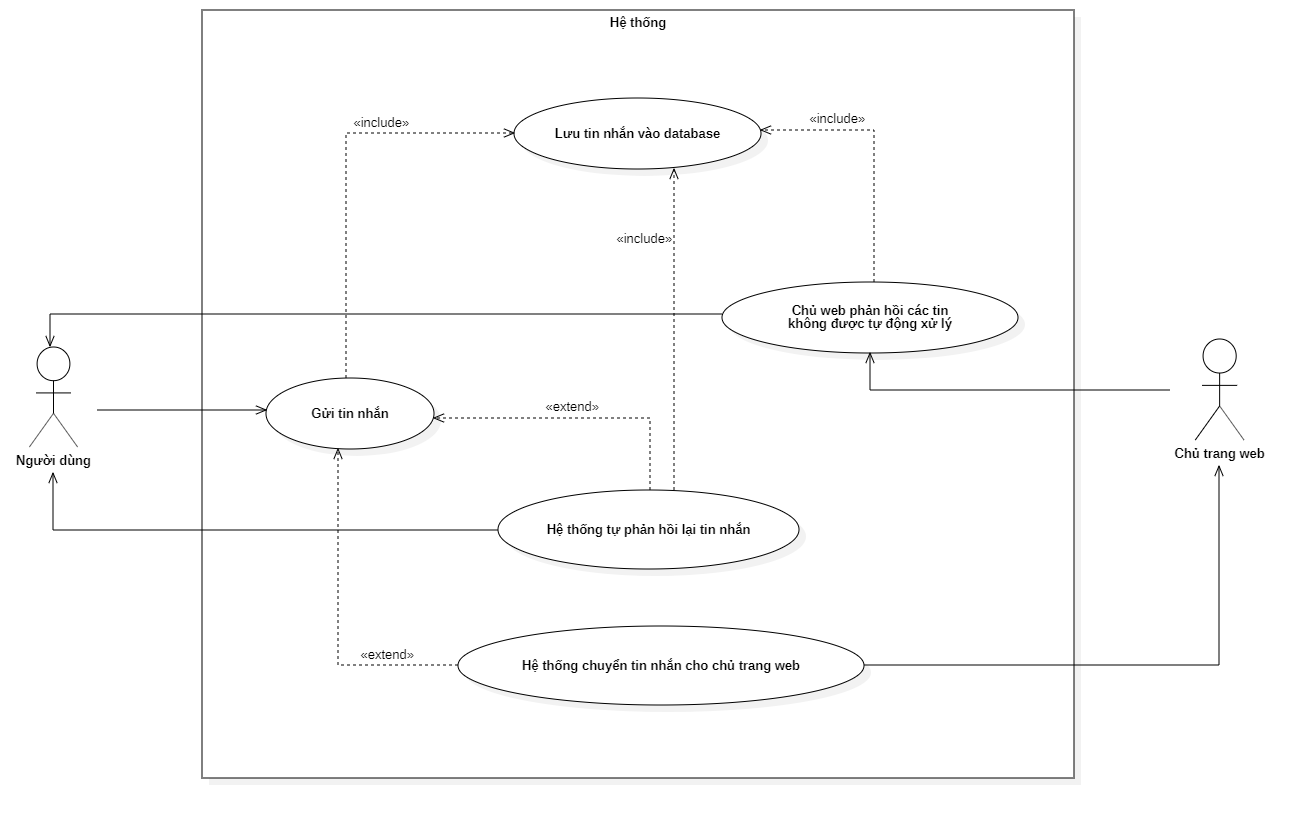 Hệ thống
«include»
«include»
Lưu tin nhắn vào database
«include»
Chủ web phản hồi các tin
không được tự động xử lý
«extend»
Gửi tin nhắn
Người dùng
Chủ trang web
Hệ thống tự phản hồi lại tin nhắn
«extend»
Hệ thống chuyển tin nhắn cho chủ trang web